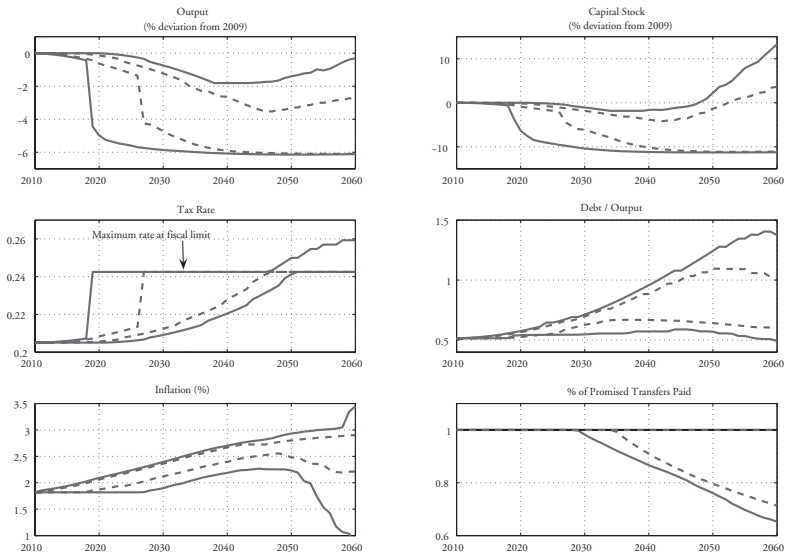 Output
(% deviation from 2009)
0
−2
−4
−6
2010 2020 2030 2040 2050 2060
Capital Stock
(% deviation from 2009)
10
0
−10
2010 2020 2030 2040 2050 2060
Tax Rate
Maximum rate at fiscal limit
0.26
0.24
0.22
0.2
2010 2020 2030 2040 2050 2060
Debt / Output
1.5
1
0.5
2010 2020 2030 2040 2050 2060
Inflation (%)
3.5
3
2.5
2
1.5
1
2010 2020 2030 2040 2050 2060
% of Promised Transfers Paid
1
0.8
0.6
2010 2020 2030 2040 2050 2060